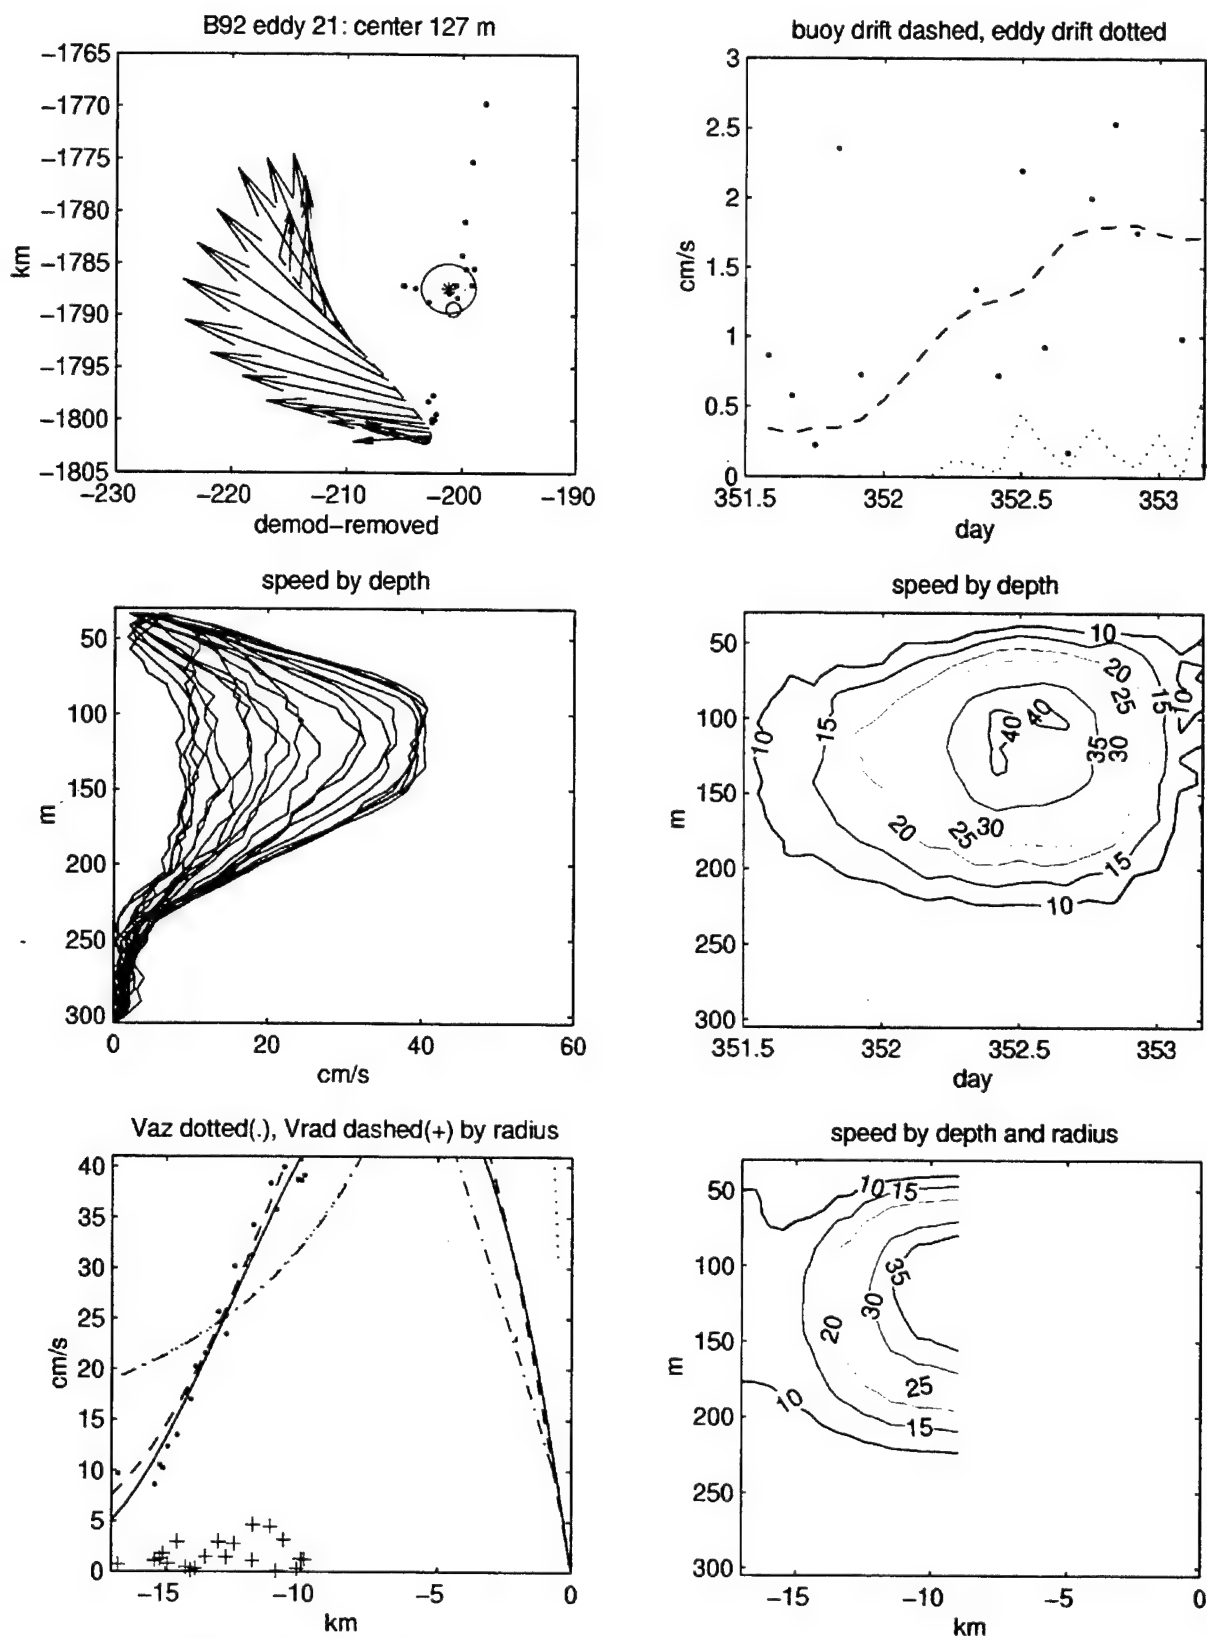 B92 eddy 21: center 127 m
−1765
−1770
−1775
−1780
−1785
−1790
−1795
−1800
−1805
km
−230 −220 −210 −200 −190
demod−removed
buoy drift dashed, eddy drift dotted
3
2.5
2
1.5
1
0.5
0
cm/s
351.5 352 352.5 353
day
speed by depth
50
100
150
200
250
300
m
0 20 40 60
cm/s
speed by depth
50
100
150
200
250
300
m
10
20
25
15
10
10
15
40
40
35
30
20
25
30
15
10
351.5 352 352.5 353
day
Vaz dotted(.), Vrad dashed(+) by radius
40
35
30
25
20
15
10
5
0
cm/s
−15 −10 −5 0
km
speed by depth and radius
50
100
150
200
250
300
m
10
15
35
30
20
25
10
15
−15 −10 −5 0
km